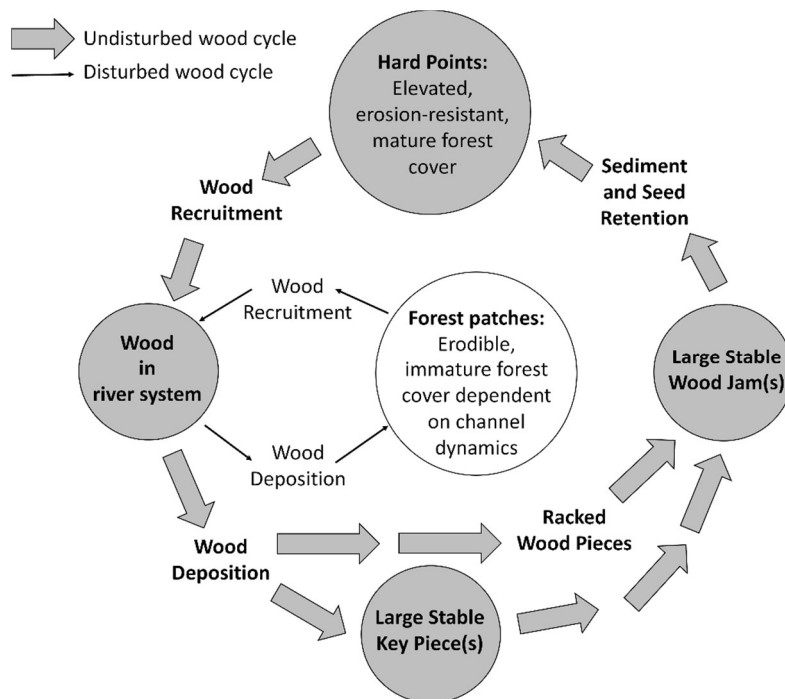 Undisturbed wood cycle
Disturbed wood cycle
Hard Points:
Elevated,
erosion-resistant,
mature forest
cover
Wood
Recruitment
Sediment
and Seed
Retention
Wood
Recruitment
Forest patches:
Erodible,
immature forest
cover dependent
on channel
dynamics
Wood
in
river system
Large Stable
Wood Jam(s)
Wood
Deposition
Wood
Deposition
Racked
Wood Pieces
Large Stable
Key Piece(s)